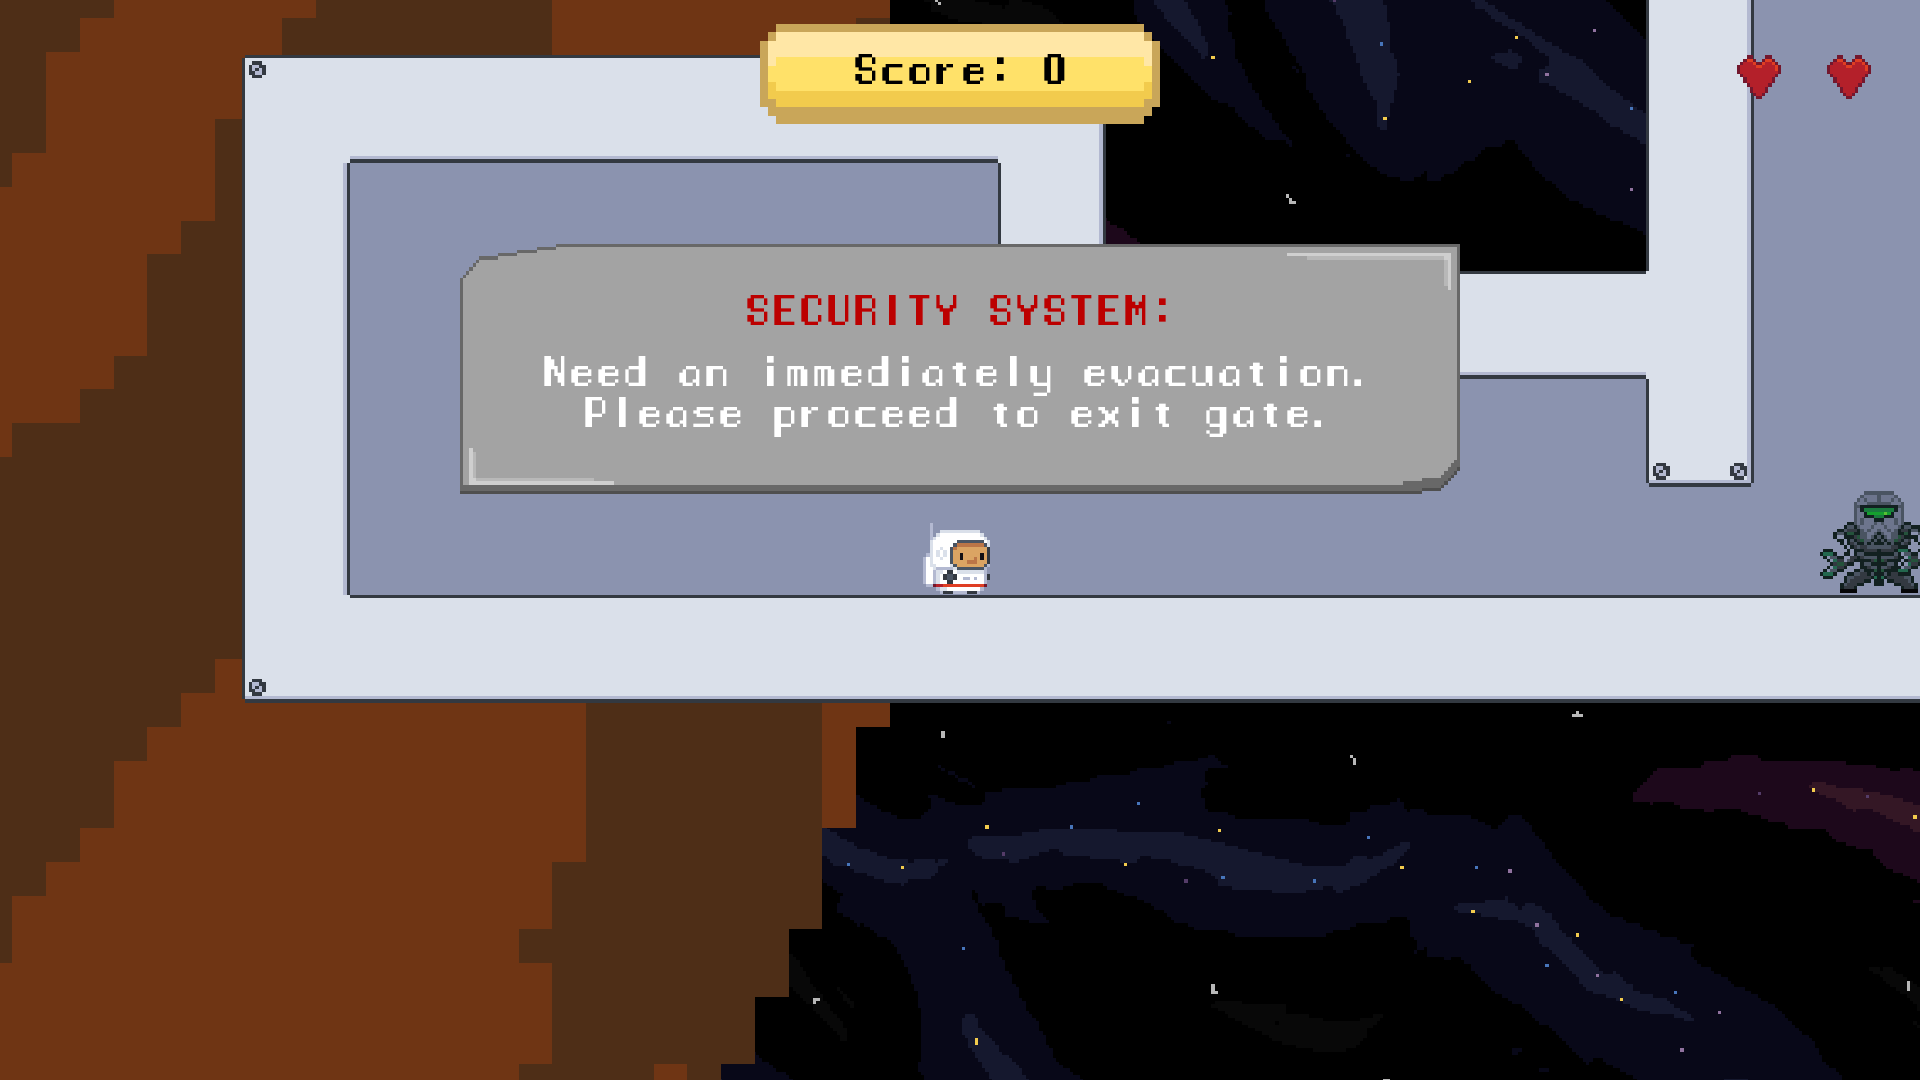 Score: 0
SECURITY SYSTEM:
Need an immediately evacuation.
Please proceed to exit gate.